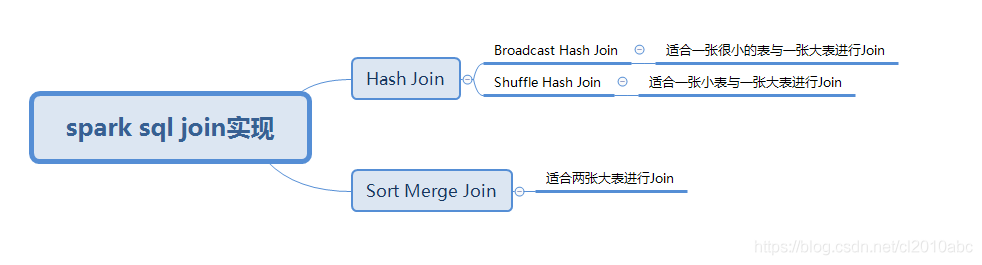 spark sql join实现
Hash Join
Broadcast Hash Join
适合一张很小的表与一张大表进行Join
Shuffle Hash Join
适合一张小表与一张大表进行Join
Sort Merge Join
适合两张大表进行Join
https://blog.csdn.net/cl2010abc